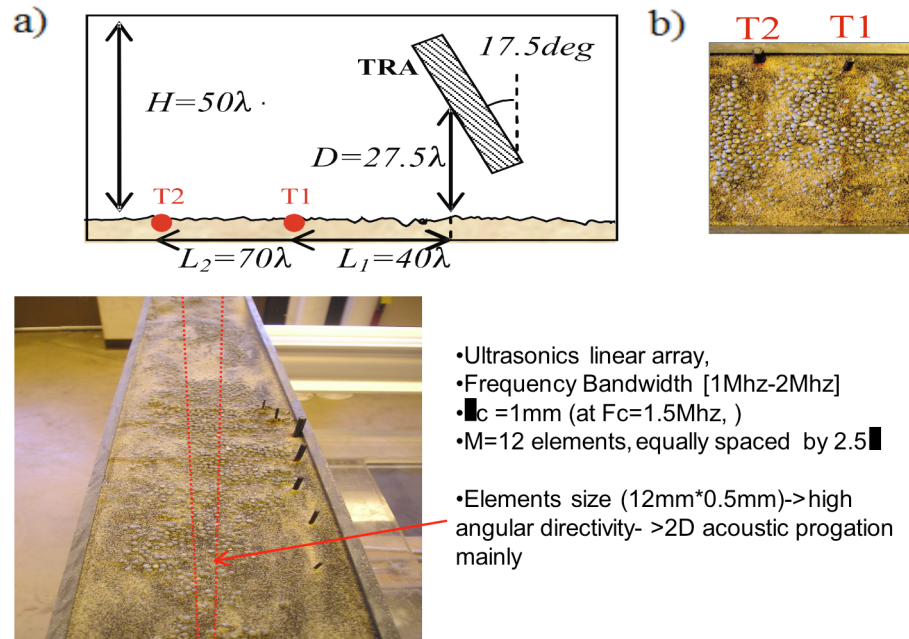 a)
b)
T2 T1
17.5deg
TRA
H=50λ .
D=27.5λ
T2
T1
L2=70λ
L1=40λ
•Ultrasonics linear array,
•Frequency Bandwidth [1Mhz-2Mhz]
•█c =1mm (at Fc=1.5Mhz, )
•M=12 elements, equally spaced by 2.5█
•Elements size (12mm*0.5mm)->high
angular directivity- >2D acoustic progation
mainly